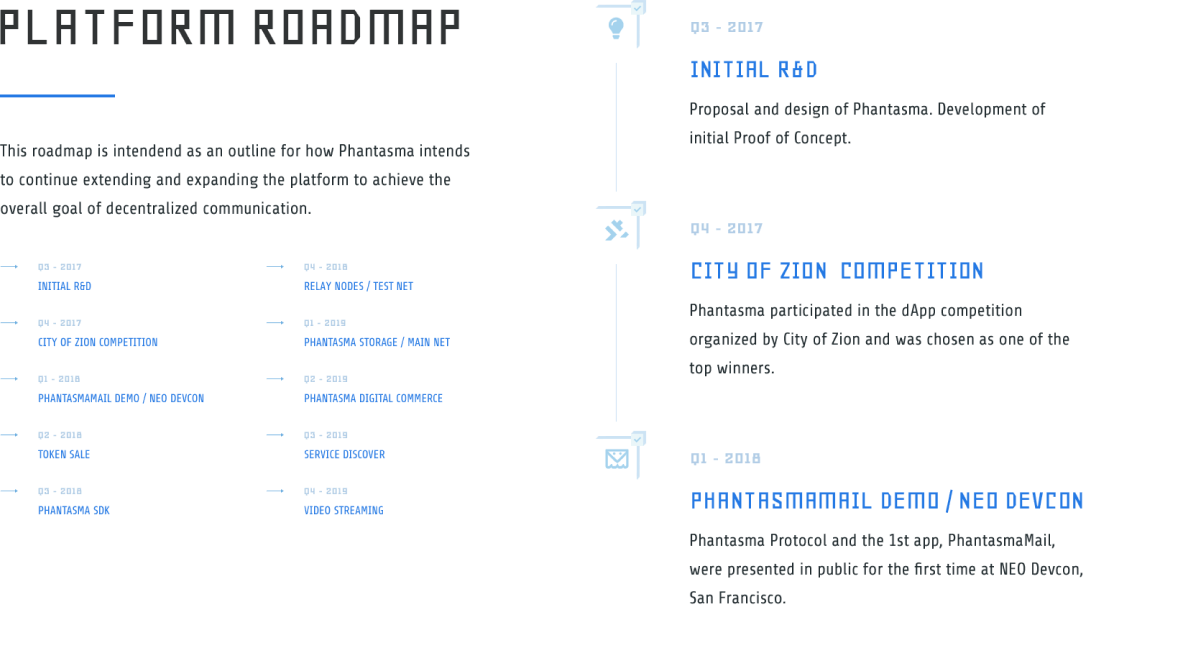 PLATFORM ROADMAP
This roadmap is intendend as an outline for how Phantasma intends
to continue extending and expanding the platform to achieve the
overall goal of decentralized communication.
Q3 - 2017
INITIAL R&D
Q4 - 2017
CITY OF ZION COMPETITION
Q1 - 2018
PHANTASMAMAIL DEMO / NEO DEVCON
Q2 - 2018
TOKEN SALE
Q3 - 2018
PHANTASMA SDK
Q4 - 2018
RELAY NODES / TEST NET
Q1 - 2019
PHANTASMA STORAGE / MAIN NET
Q2 - 2019
PHANTASMA DIGITAL COMMERCE
Q3 - 2019
SERVICE DISCOVER
Q4 - 2019
VIDEO STREAMING
Q3 - 2017
INITIAL R&D
Proposal and design of Phantasma. Development of
initial Proof of Concept.
Q4 - 2017
CITY OF ZION COMPETITION
Phantasma participated in the dApp competition
organized by City of Zion and was chosen as one of the
top winners.
Q1 - 2018
PHANTASMAMAIL DEMO / NEO DEVCON
Phantasma Protocol and the 1st app, PhantasmaMail,
were presented in public for the first time at NEO Devcon,
San Francisco.